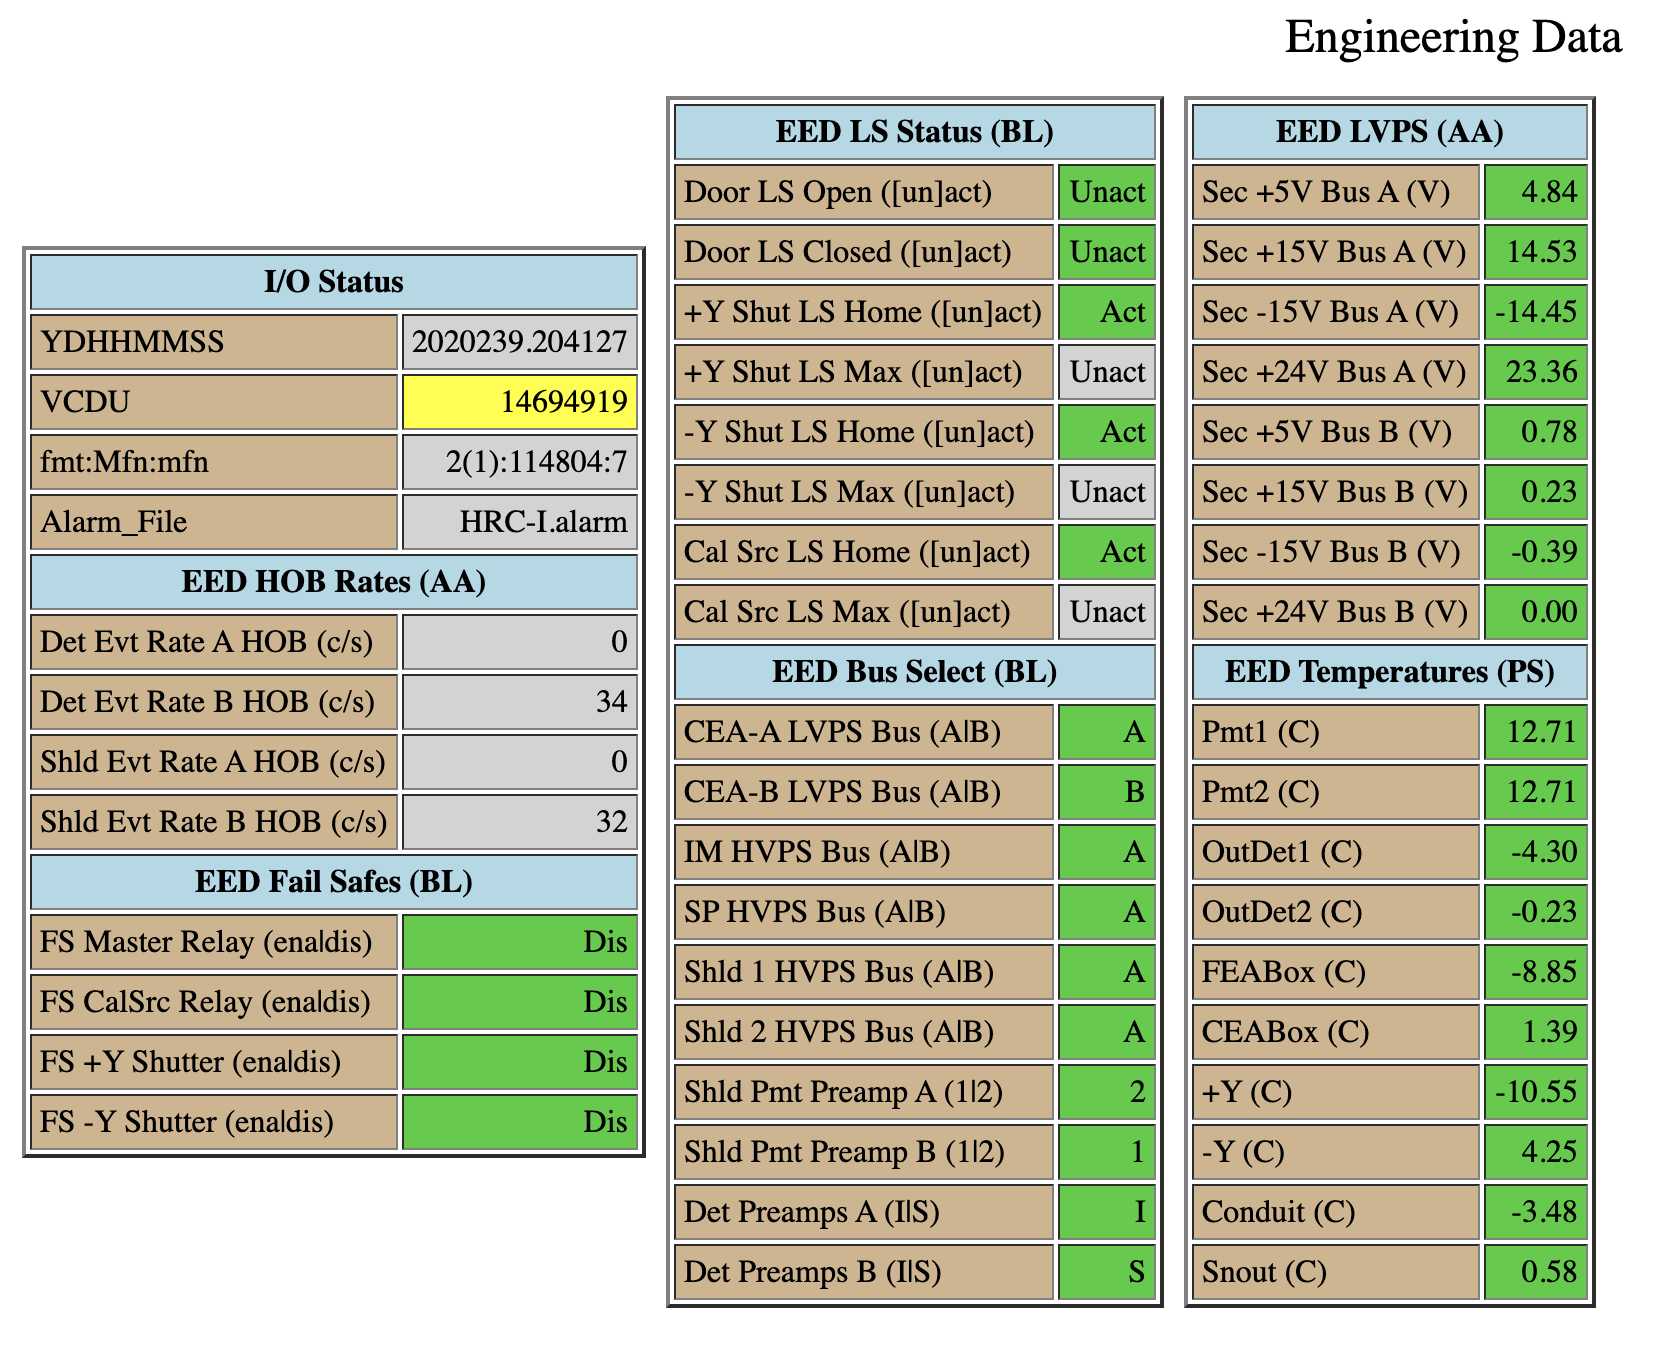 Engineering Data
I/O Status
YDHHMMSS 2020239.204127
VCDU 14694919
fmt:Mfn:mfn 2(1):114804:7
Alarm_File HRC-I.alarm
EED HOB Rates (AA)
Det Evt Rate A HOB (c/s) 0
Det Evt Rate B HOB (c/s) 34
Shld Evt Rate A HOB (c/s) 0
Shld Evt Rate B HOB (c/s) 32
EED Fail Safes (BL)
FS Master Relay (ena|dis) Dis
FS CalSrc Relay (ena|dis) Dis
FS +Y Shutter (ena|dis) Dis
FS -Y Shutter (ena|dis) Dis
EED LS Status (BL)
Door LS Open ([un]act) Unact
Door LS Closed ([un]act) Unact
+Y Shut LS Home ([un]act) Act
+Y Shut LS Max ([un]act) Unact
-Y Shut LS Home ([un]act) Act
-Y Shut LS Max ([un]act) Unact
Cal Src LS Home ([un]act) Act
Cal Src LS Max ([un]act) Unact
EED Bus Select (BL)
CEA-A LVPS Bus (A|B) A
CEA-B LVPS Bus (A|B) B
IM HVPS Bus (A|B) A
SP HVPS Bus (A|B) A
Shld 1 HVPS Bus (A|B) A
Shld 2 HVPS Bus (A|B) A
Shld Pmt Preamp A (1|2) 2
Shld Pmt Preamp B (1|2) 1
Det Preamps A (I|S) I
Det Preamps B (I|S) S
EED LVPS (AA)
Sec +5V Bus A (V) 4.84
Sec +15V Bus A (V) 14.53
Sec -15V Bus A (V) -14.45
Sec +24V Bus A (V) 23.36
Sec +5V Bus B (V) 0.78
Sec +15V Bus B (V) 0.23
Sec -15V Bus B (V) -0.39
Sec +24V Bus B (V) 0.00
EED Temperatures (PS)
Pmt1 (C) 12.71
Pmt2 (C) 12.71
OutDet1 (C) -4.30
OutDet2 (C) -0.23
FEABox (C) -8.85
CEABox (C) 1.39
+Y (C) -10.55
-Y (C) 4.25
Conduit (C) -3.48
Snout (C) 0.58